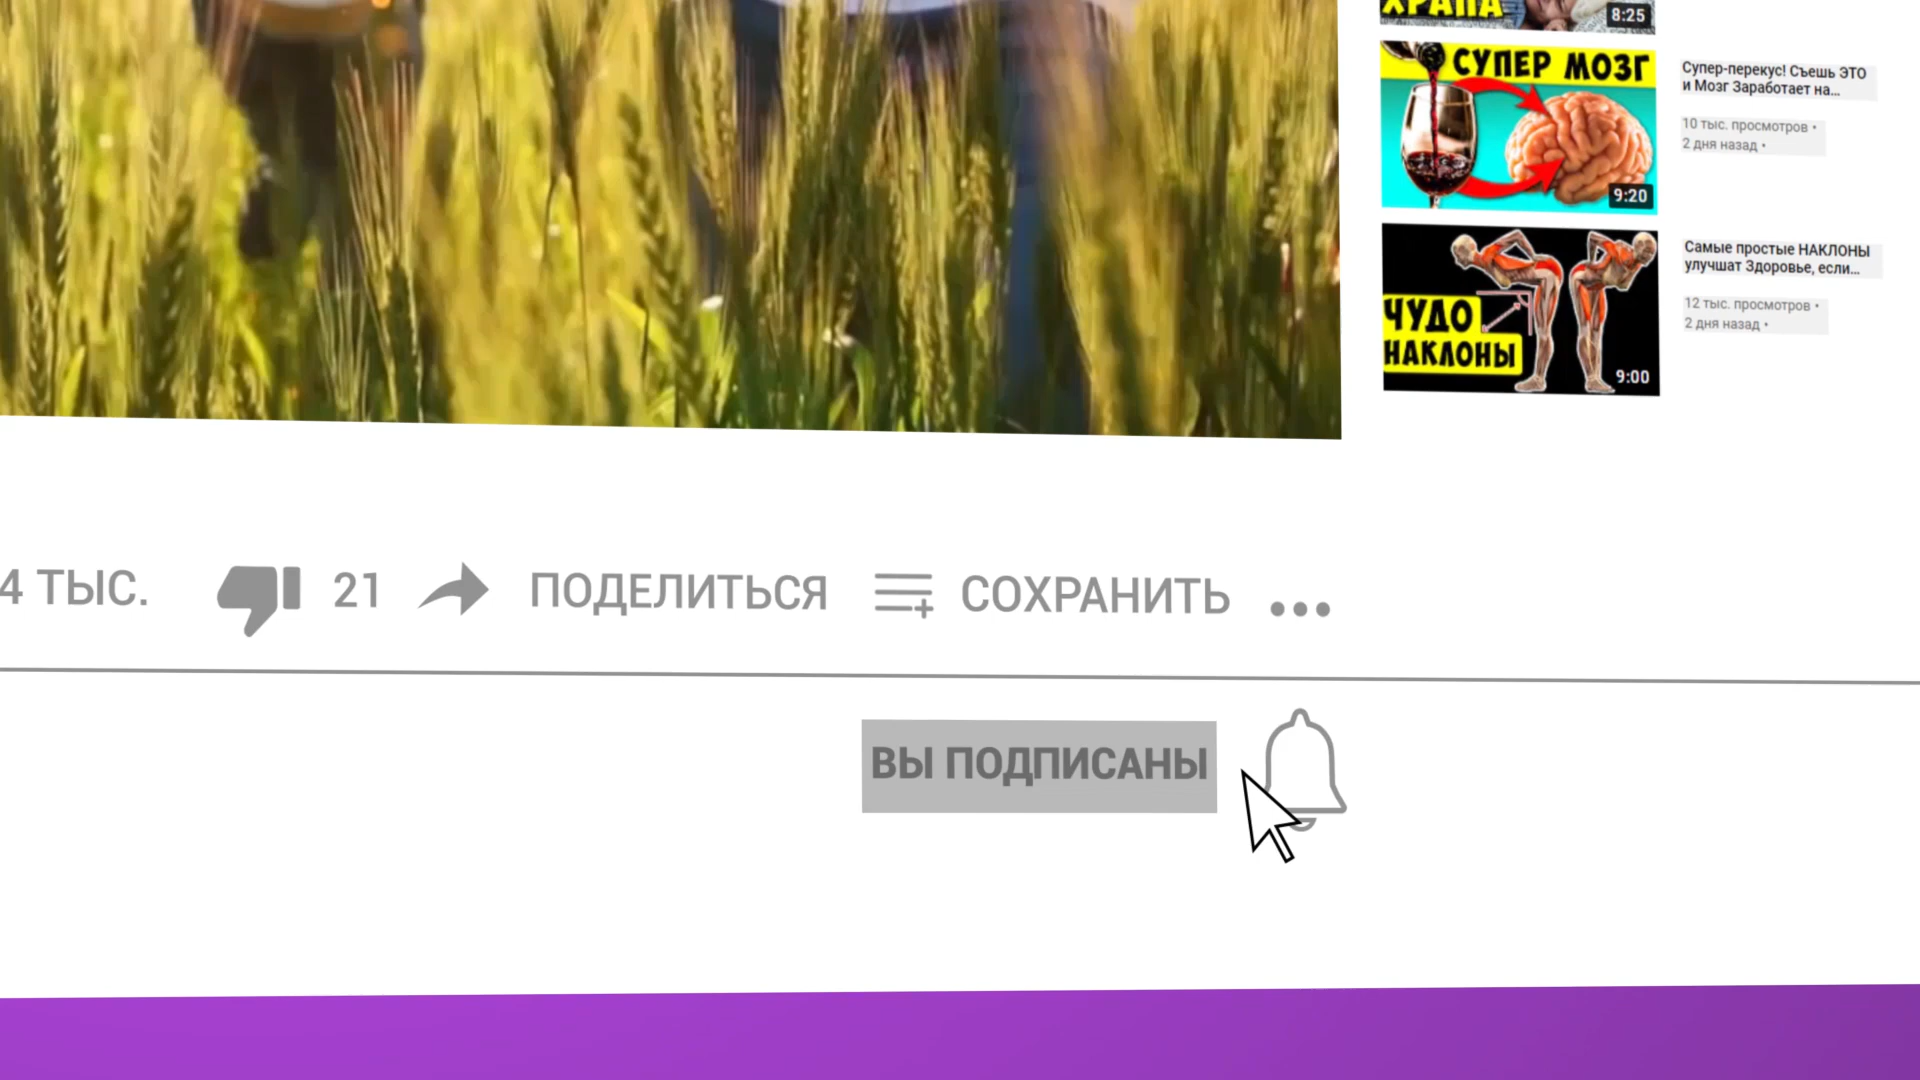 ХРАПА
8:25
СУПЕР МОЗГ
9:20
Супер-перекус! Съешь ЭТО
и Мозг Заработает на...
10 тыс. просмотров •
2 дня назад •
ЧУДО
НАКЛОНЫ
9:00
Самые простые НАКЛОНЫ
улучшат Здоровье, если...
12 тыс. просмотров •
2 дня назад •
4 ТЫС. 21 ПОДЕЛИТЬСЯ СОХРАНИТЬ ...
ВЫ ПОДПИСАНЫ